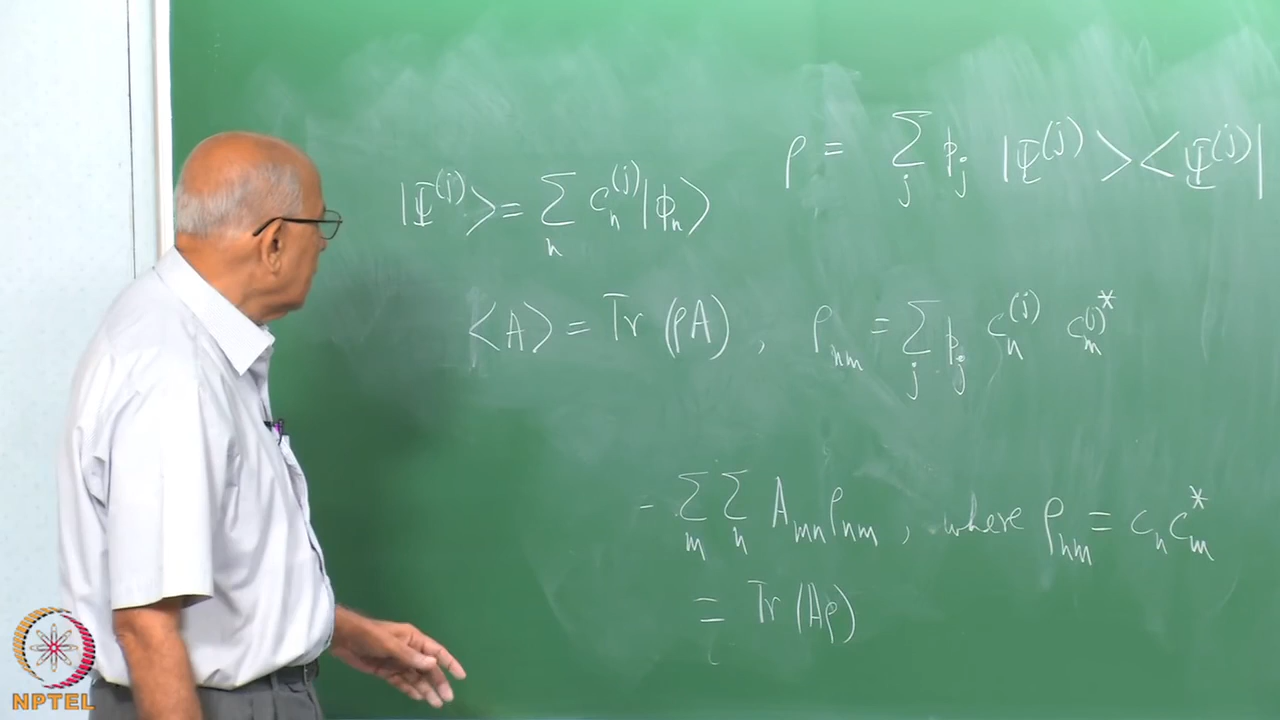 ρ = Σ_j p_j |Ψ^(j)><Ψ^(j)|
|Ψ^(j)> = Σ_n c_n^(j) |ϕ_n>
<A> = Tr (ρA) , ρ_nm = Σ_j p_j c_n^(j) c_m^(j)*
- Σ_m Σ_n A_mn ρ_nm , where ρ_nm = c_n c_m^*
= Tr (Aρ)
NPTEL